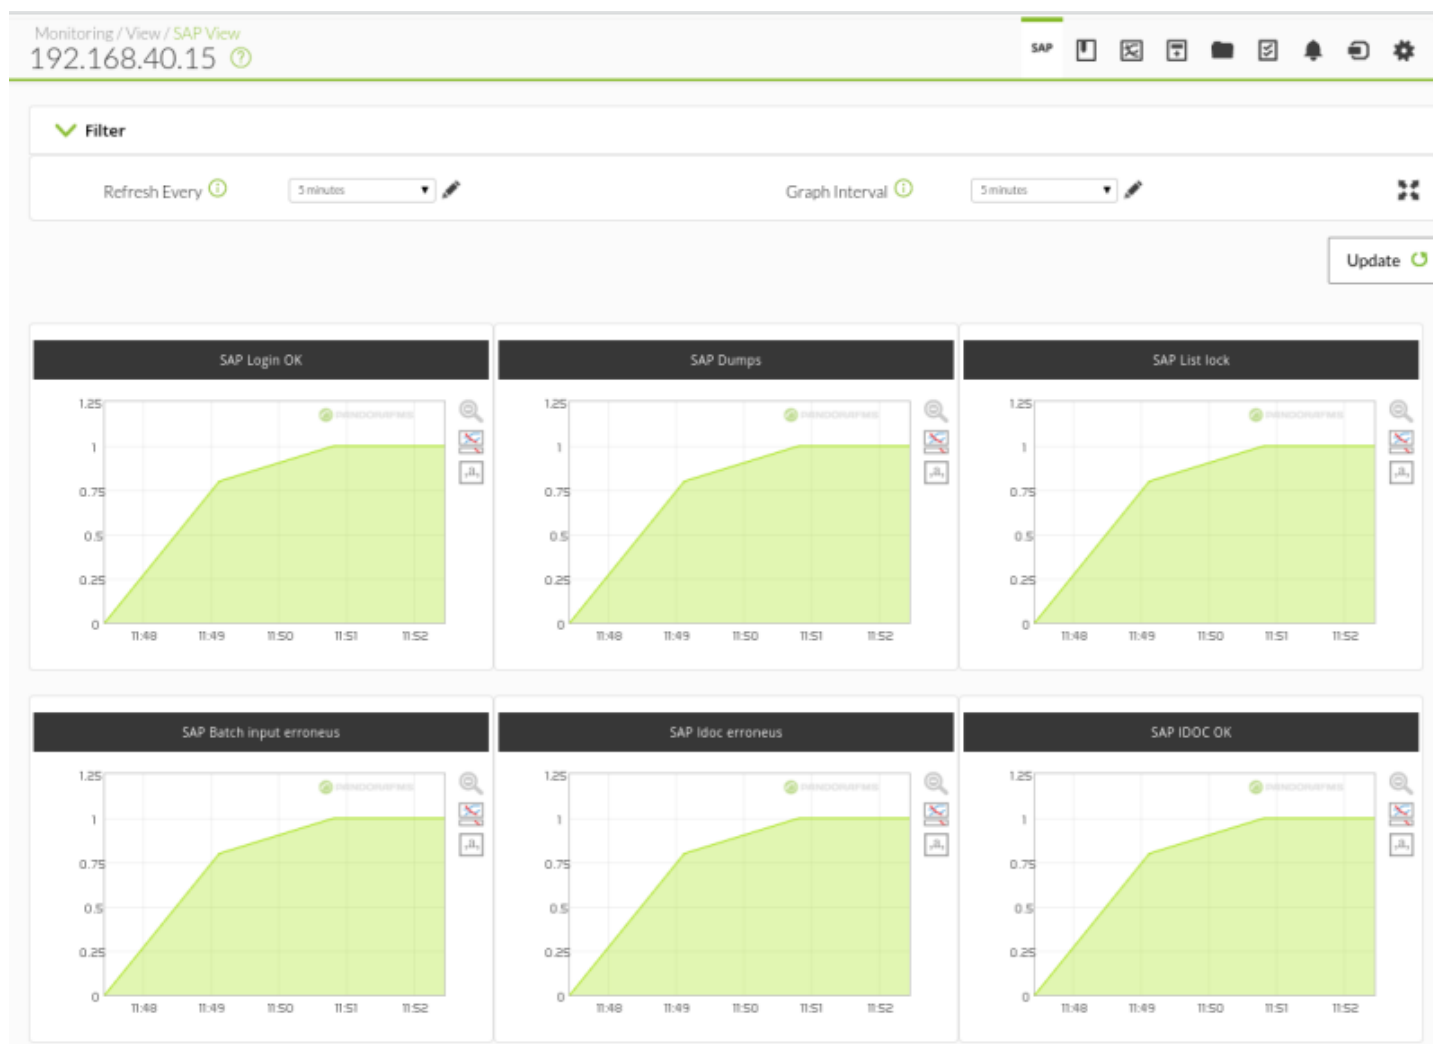 Monitoring / View / SAP View
192.168.40.15 ?
SAP
Filter
Refresh Every
5 minutes
Graph Interval
5 minutes
Update
SAP Login OK
SAP Dumps
SAP List lock
PANDORAFMS
PANDORAFMS
PANDORAFMS
1.25
1
0.75
0.5
0.25
0
11:48 11:49 11:50 11:51 11:52
,a,
1.25
1
0.75
0.5
0.25
0
11:48 11:49 11:50 11:51 11:52
,a,
1.25
1
0.75
0.5
0.25
0
11:48 11:49 11:50 11:51 11:52
,a,
SAP Batch input erroneus
SAP Idoc erroneus
SAP IDOC OK
PANDORAFMS
PANDORAFMS
PANDORAFMS
1.25
1
0.75
0.5
0.25
0
11:48 11:49 11:50 11:51 11:52
,a,
1.25
1
0.75
0.5
0.25
0
11:48 11:49 11:50 11:51 11:52
,a,
1.25
1
0.75
0.5
0.25
0
11:48 11:49 11:50 11:51 11:52
,a,